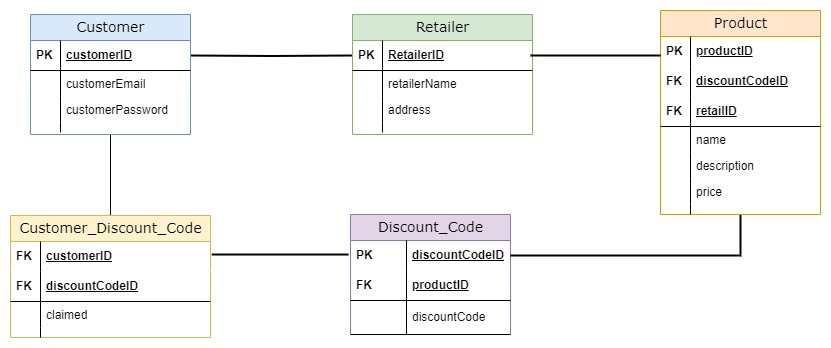 Customer
PK customerID
customerEmail
customerPassword
Retailer
PK RetailerID
retailerName
address
Product
PK productID
FK discountCodeID
FK retailID
name
description
price
Customer_Discount_Code
FK customerID
FK discountCodeID
claimed
Discount_Code
PK discountCodeID
FK productID
discountCode